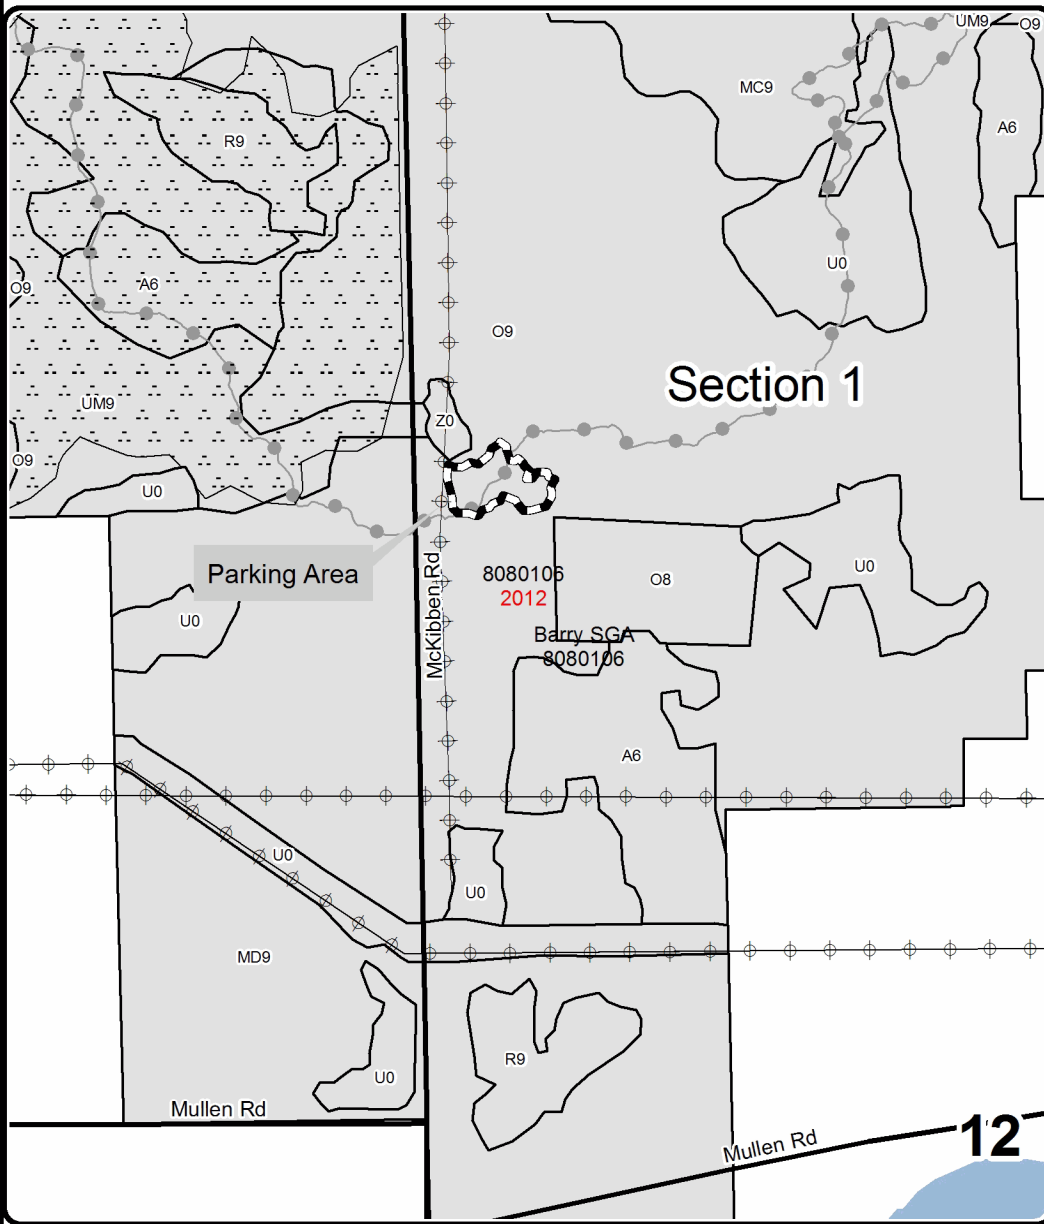 UM9
O9
MC9
A6
R9
U0
A6
O9
O9
Section 1
UM9
Z0
O9
U0
Parking Area
McKibben Rd
8080106
2012
O8
U0
U0
Barry SGA
8080106
A6
U0
U0
MD9
R9
U0
Mullen Rd
Mullen Rd
12